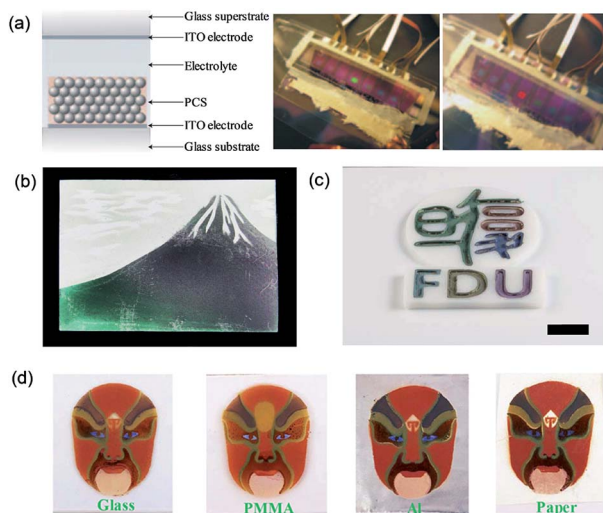 (a)
Glass superstrate
ITO electrode
Electrolyte
PCS
ITO electrode
Glass substrate
(b)
(c)
FDU
(d)
Glass
PMMA
Al
Paper